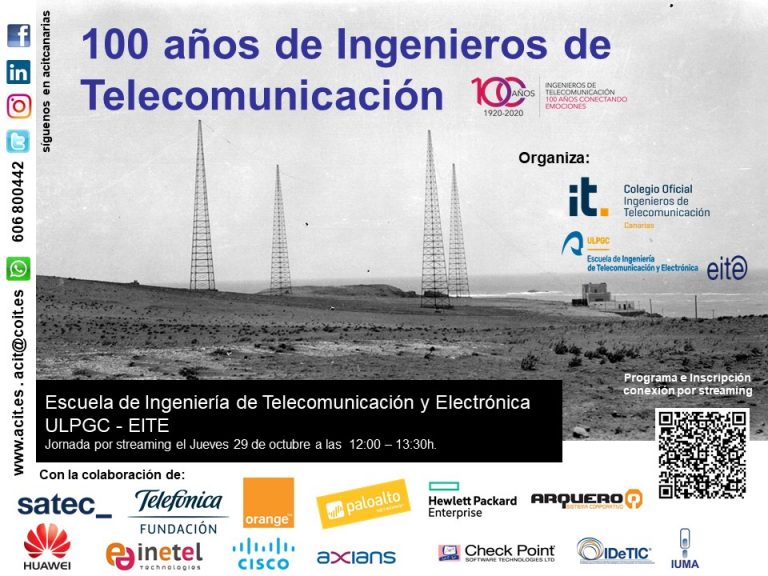 100 años de Ingenieros de
Telecomunicación
100 AÑOS
1920-2020
INGENIEROS DE
TELECOMUNICACIÓN
100 AÑOS CONECTANDO
EMOCIONES
síguenos en acitcanarias
606 800442
www.acit.es . acit@coit.es
Organiza:
it.
Colegio Oficial
Ingenieros de
Telecomunicación
Canarias
ULPGC
Escuela de Ingeniería
de Telecomunicación y Electrónica
eite
Programa e Inscripción
conexión por streaming
Escuela de Ingeniería de Telecomunicación y Electrónica
ULPGC - EITE
Jornada por streaming el Jueves 29 de octubre a las 12:00 – 13:30h.
Con la colaboración de:
satec_
Telefónica
FUNDACIÓN
orange
paloalto
NETWORKS
Hewlett Packard
Enterprise
ARQUERO
SISTEMA CORPORATIVO
HUAWEI
inetel
technologies
CISCO
axians
Check Point
SOFTWARE TECHNOLOGIES LTD
IDeTIC
IUMA